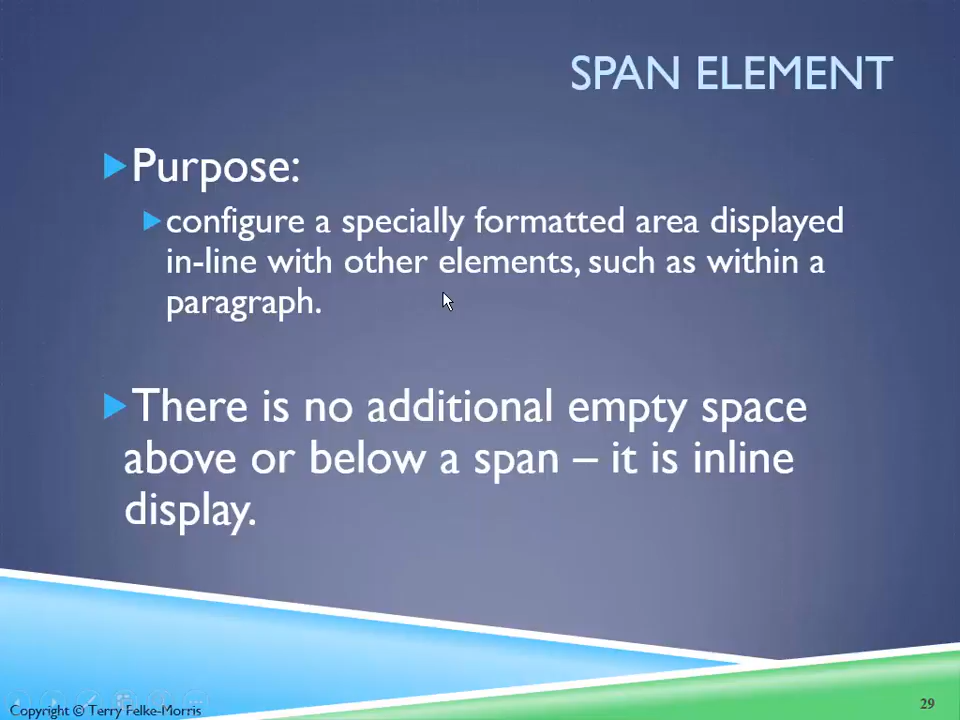 SPAN ELEMENT
Purpose:
configure a specially formatted area displayed
in-line with other elements, such as within a
paragraph.
There is no additional empty space
above or below a span – it is inline
display.
Copyright © Terry Felke-Morris
29